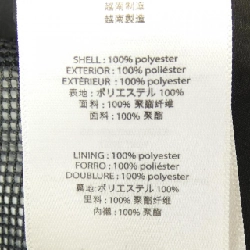 越南制造
越南製造
SHELL: 100% polyester
EXTERIOR: 100% poliéster
EXTÉRIEUR: 100% polyester
表地: ポリエステル 100%
面料: 100% 聚酯纤维
面料: 100% 聚酯
LINING: 100% polyester
FORRO: 100% poliéster
DOUBLURE: 100% polyester
裏地: ポリエステル 100%
里料: 100% 聚酯纤维
內襯: 100% 聚酯